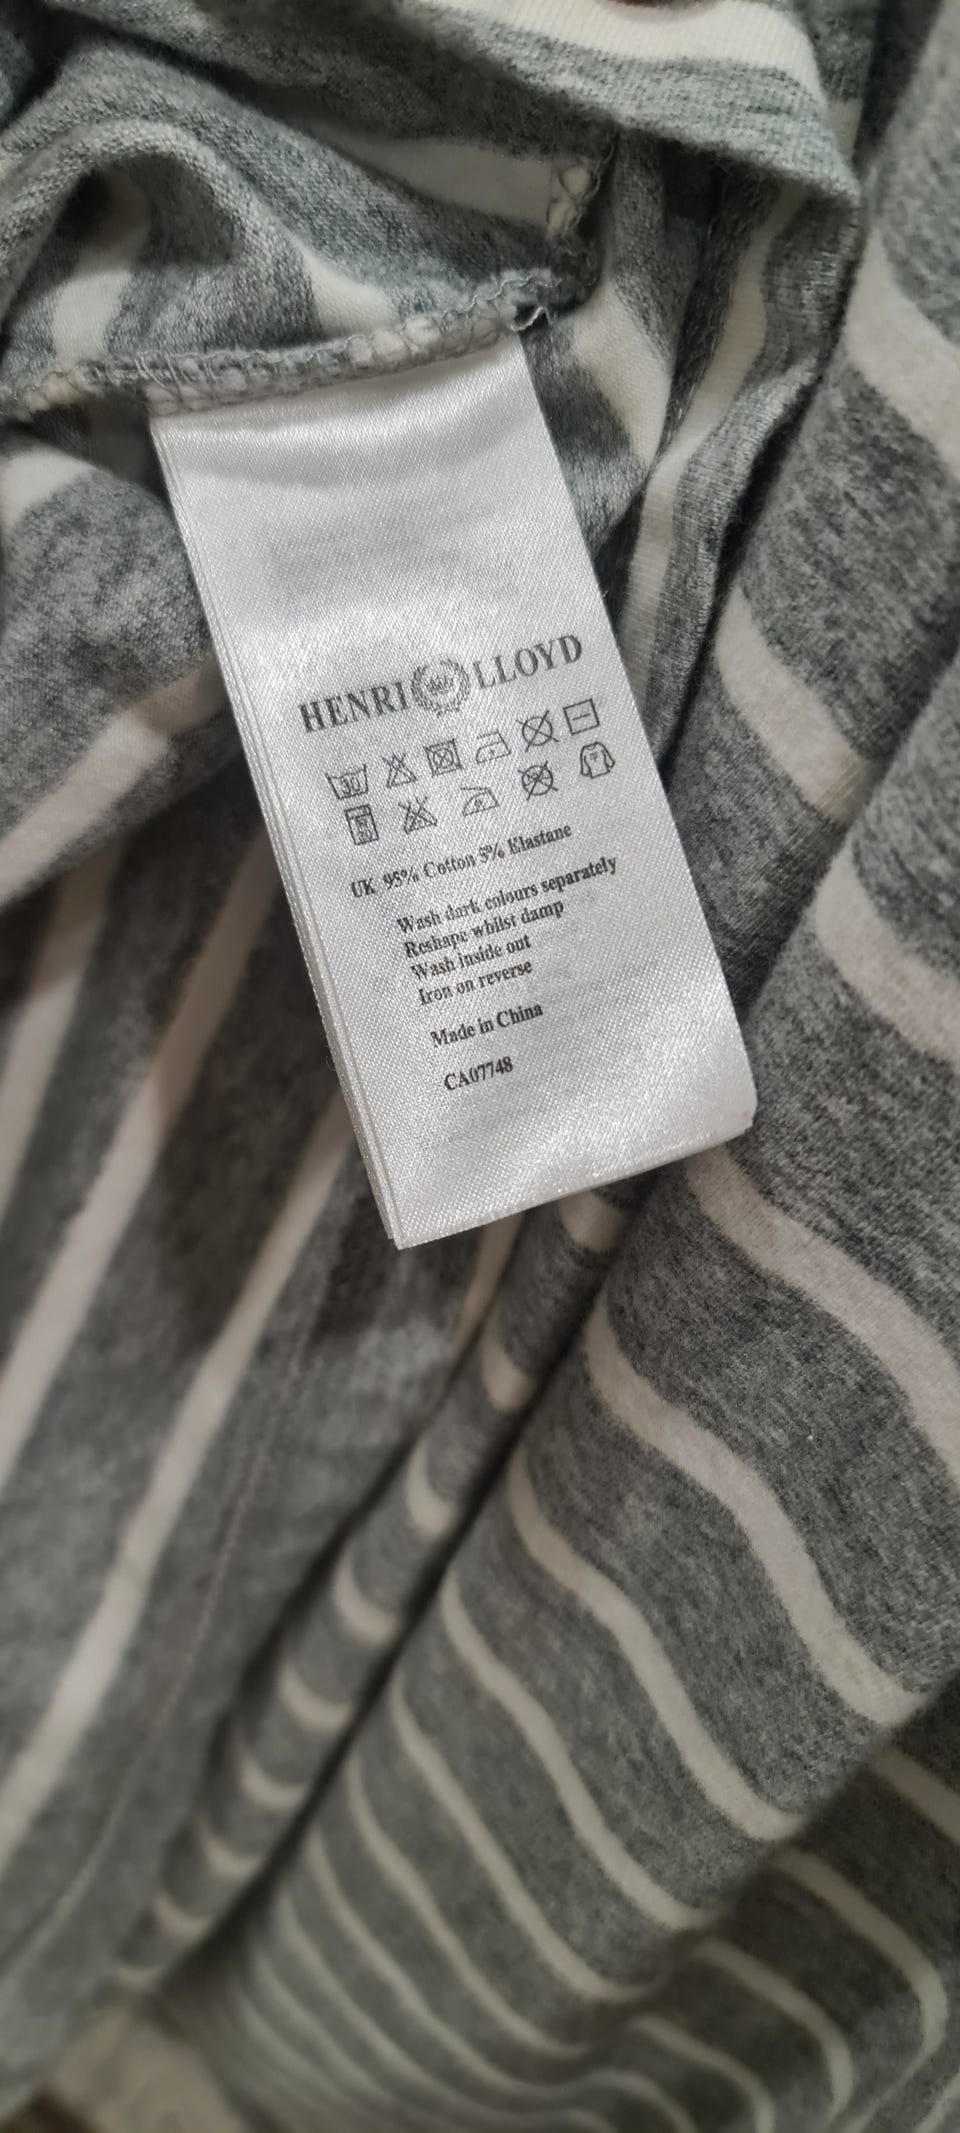 HENRI LLOYD
30
UK 95% Cotton 5% Elastane
Wash dark colours separately
Reshape whilst damp
Wash inside out
Iron on reverse
Made in China
CA07748